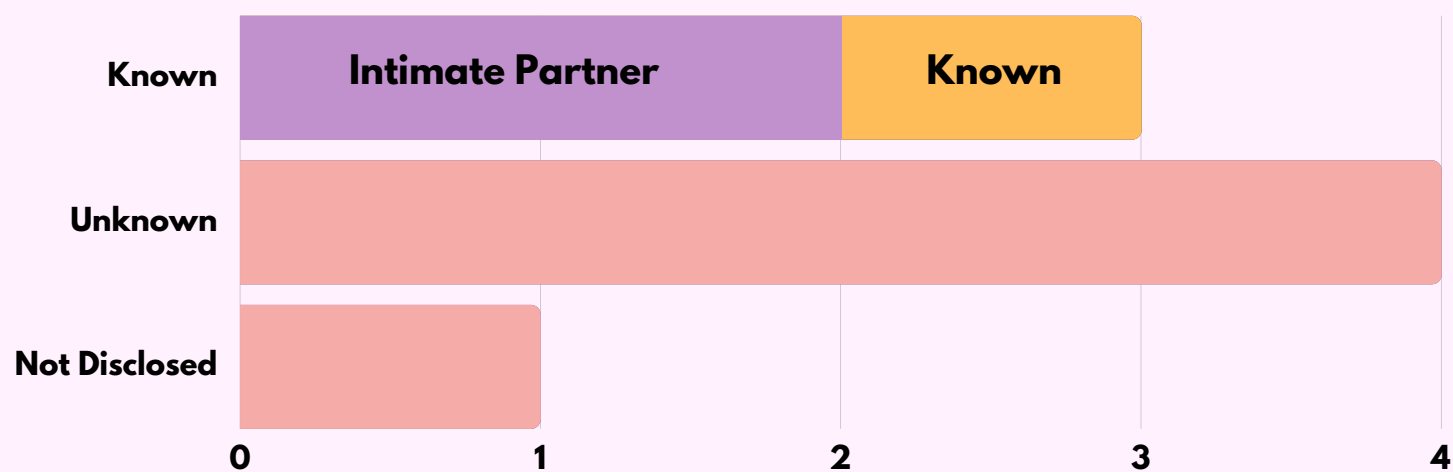 Known
Intimate Partner
Known
Unknown
Not Disclosed
0 1 2 3 4